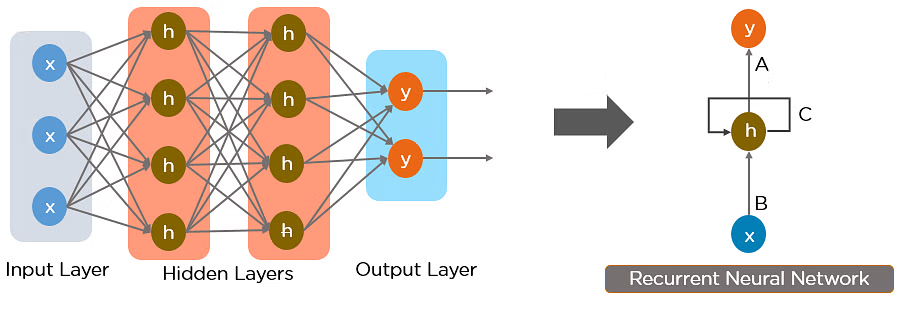 x
x
x
h
h
h
h
h
h
h
h
y
y
Input Layer
Hidden Layers
Output Layer
y
A
C
h
B
x
Recurrent Neural Network